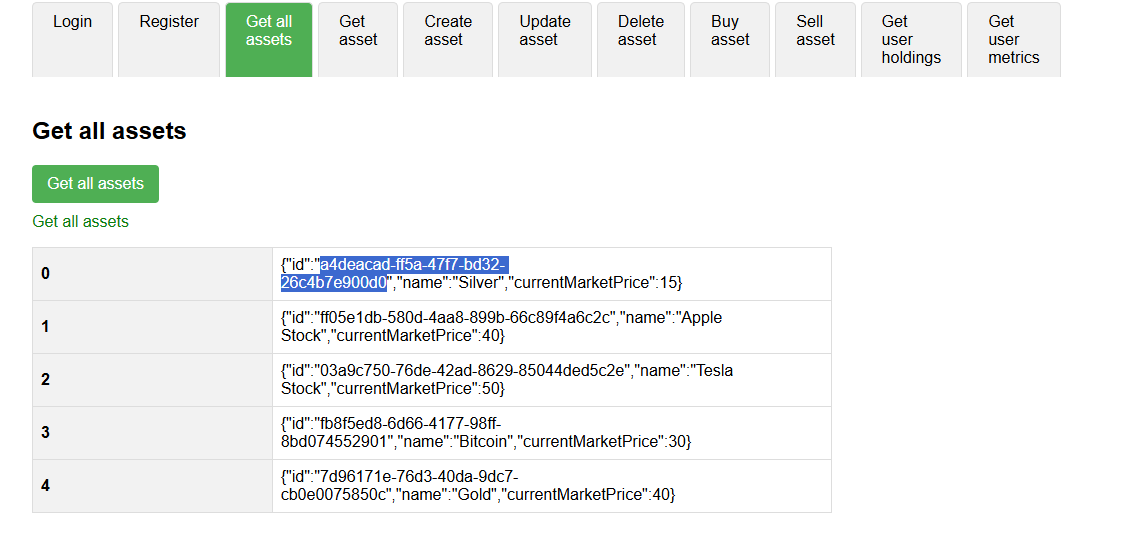 Login
Register
Get all
assets
Get
asset
Create
asset
Update
asset
Delete
asset
Buy
asset
Sell
asset
Get
user
holdings
Get
user
metrics
Get all assets
Get all assets
Get all assets
0
{"id":"a4deacad-ff5a-47f7-bd32-
26c4b7e900d0","name":"Silver","currentMarketPrice":15}
1
{"id":"ff05e1db-580d-4aa8-899b-66c89f4a6c2c","name":"Apple
Stock","currentMarketPrice":40}
2
{"id":"03a9c750-76de-42ad-8629-85044ded5c2e","name":"Tesla
Stock","currentMarketPrice":50}
3
{"id":"fb8f5ed8-6d66-4177-98ff-
8bd074552901","name":"Bitcoin","currentMarketPrice":30}
4
{"id":"7d96171e-76d3-40da-9dc7-
cb0e0075850c","name":"Gold","currentMarketPrice":40}